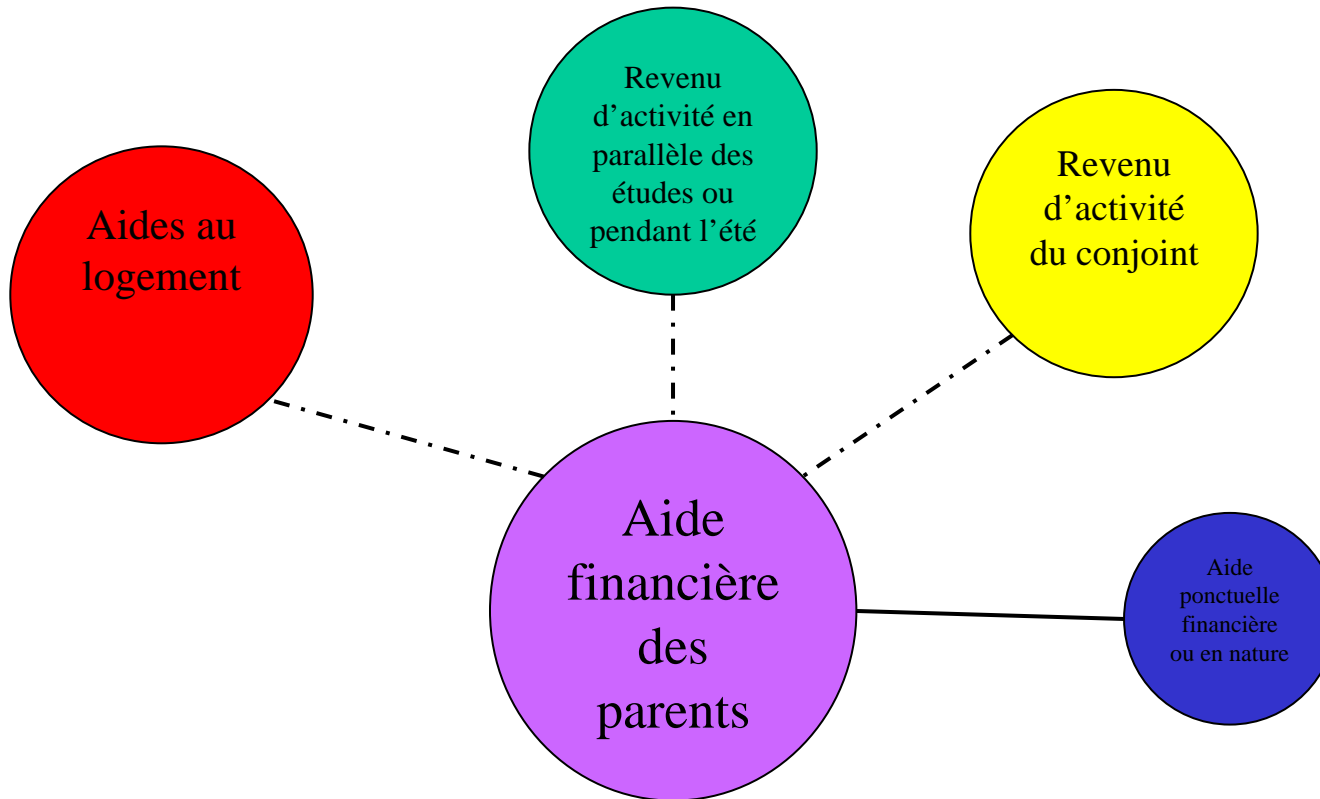 Revenu
d’activité en
parallèle des
études ou
pendant l’été
Revenu
d’activité
du conjoint
Aides au
logement
Aide
financière
des
parents
Aide
ponctuelle
financière
ou en nature